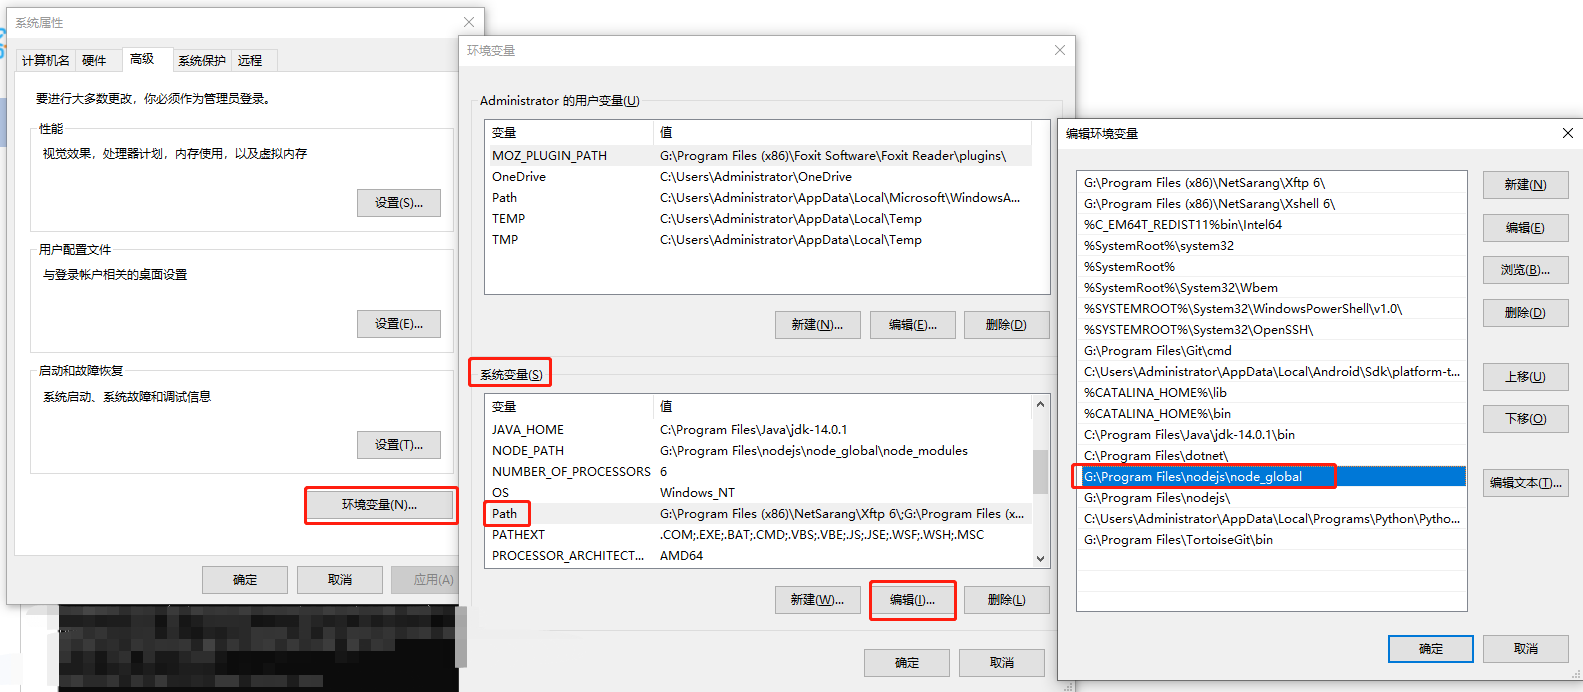 系统属性
计算机名 硬件 高级 系统保护 远程
要进行大多数更改，你必须作为管理员登录。
性能
视觉效果，处理器计划，内存使用，以及虚拟内存
设置(S)...
用户配置文件
与登录帐户相关的桌面设置
设置(E)...
启动和故障恢复
系统启动、系统故障和调试信息
设置(T)...
环境变量(N)...
确定 取消 应用(A)
环境变量
Administrator 的用户变量(U)
变量 值
MOZ_PLUGIN_PATH G:\Program Files (x86)\Foxit Software\Foxit Reader\plugins\
OneDrive C:\Users\Administrator\OneDrive
Path C:\Users\Administrator\AppData\Local\Microsoft\WindowsA...
TEMP C:\Users\Administrator\AppData\Local\Temp
TMP C:\Users\Administrator\AppData\Local\Temp
新建(N)... 编辑(E)... 删除(D)
系统变量(S)
变量 值
JAVA_HOME C:\Program Files\Java\jdk-14.0.1
NODE_PATH G:\Program Files\nodejs\node_global\node_modules
NUMBER_OF_PROCESSORS 6
OS Windows_NT
Path G:\Program Files (x86)\NetSarang\Xftp 6\;G:\Program Files (x...
PATHEXT .COM;.EXE;.BAT;.CMD;.VBS;.VBE;.JS;.JSE;.WSF;.WSH;.MSC
PROCESSOR_ARCHITECT... AMD64
新建(W)... 编辑(I)... 删除(L)
确定 取消
编辑环境变量
G:\Program Files (x86)\NetSarang\Xftp 6\
G:\Program Files (x86)\NetSarang\Xshell 6\
%C_EM64T_REDIST11%bin\Intel64
%SystemRoot%\system32
%SystemRoot%
%SystemRoot%\System32\Wbem
%SYSTEMROOT%\System32\WindowsPowerShell\v1.0\
%SYSTEMROOT%\System32\OpenSSH\
G:\Program Files\Git\cmd
C:\Users\Administrator\AppData\Local\Android\Sdk\platform-t...
%CATALINA_HOME%\lib
%CATALINA_HOME%\bin
C:\Program Files\Java\jdk-14.0.1\bin
C:\Program Files\dotnet\
G:\Program Files\nodejs\node_global
G:\Program Files\nodejs\
C:\Users\Administrator\AppData\Local\Programs\Python\Pytho...
G:\Program Files\TortoiseGit\bin
新建(N)
编辑(E)
浏览(B)...
删除(D)
上移(U)
下移(O)
编辑文本(T)...
确定 取消